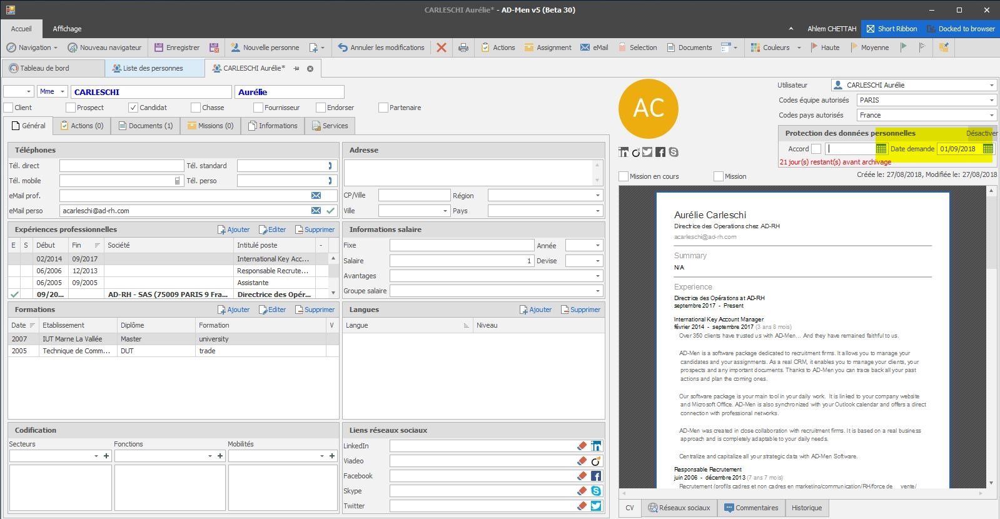 CARLESCHI Aurélie* - AD-Men v5 (Beta 30)
Accueil Affichage Ahlem CHETTAH Short Ribbon Docked to browser
Navigation Nouveau navigateur Enregistrer Nouvelle personne Annuler les modifications Actions Assignment eMail Selection Documents Couleurs Haute Moyenne
Tableau de bord Liste des personnes CARLESCHI Aurélie*
Mme CARLESCHI Aurélie
Client Prospect Candidat Chasse Fournisseur Endorser Partenaire
Général Actions (0) Documents (1) Missions (0) Informations Services
Téléphones
Tél. direct Tél. standard
Tél. mobile Tél. perso
eMail prof.
eMail perso acarleschi@ad-rh.com
Adresse
CP/Ville Région
Ville Pays
Expériences professionnelles Ajouter Editer Supprimer
E S Début Fin Société Intitulé poste -
02/2014 09/2017 International Key Acc...
06/2006 12/2013 Responsable Recrute...
06/2005 09/2005 Assistante
09/20... AD-RH - SAS (75009 PARIS 9 Fra... Directrice des Opér...
Informations salaire
Fixe Année
Salaire 1 Devise
Avantages
Groupe salaire
Formations Ajouter Editer Supprimer
Date Etablissement Diplôme Formation V
2007 IUT Marne La Vallée Master university
2005 Technique de Comm... DUT trade
Langues Ajouter Supprimer
Langue Niveau
Codification
Secteurs Fonctions Mobilités
Liens réseaux sociaux
LinkedIn
Viadeo
Facebook
Skype
Twitter
AC
Mission en cours Mission
Utilisateur CARLESCHI Aurélie
Codes équipe autorisés PARIS
Codes pays autorisés France
Protection des données personnelles Désactiver
Accord Date demande 01/09/2018
21 jour(s) restant(s) avant archivage
Créée le: 27/08/2018, Modifiée le: 27/08/2018
Aurélie Carleschi
Directrice des Operations chez AD-RH
acarleschi@ad-rh.com
Summary
N/A
Experience
Directrice des Opérations at AD-RH
septembre 2017 - Present
International Key Account Manager
février 2014 - septembre 2017 (3 ans 8 mois)
Over 350 clients have trusted us with AD-Men... And they have remained faithful to us.
AD-Men is a software package dedicated to recruitment firms. It allows you to manage your
candidates and your assignments. As a real CRM, it enables you to manage your clients, your
prospects and any important documents. Thanks to AD-Men you can trace back all your past
actions and plan the coming ones.
Our software package is your main tool in your daily work. It is linked to your company website
and Microsoft Office. AD-Men is also synchronized with your Outlook calendar and offers a direct
connection with professional networks.
AD-Men was created in close collaboration with recruitment firms. It is based on a real business
approach and is completely adaptable to your daily needs.
Centralize and capitalize all your strategic data with AD-Men Software.
Responsable Recrutement
juin 2006 - décembre 2013 (7 ans 7 mois)
Recrutement (profils cadres et non cadres en marketing/communication/RH/force de vente/
CV Réseaux sociaux Commentaires Historique